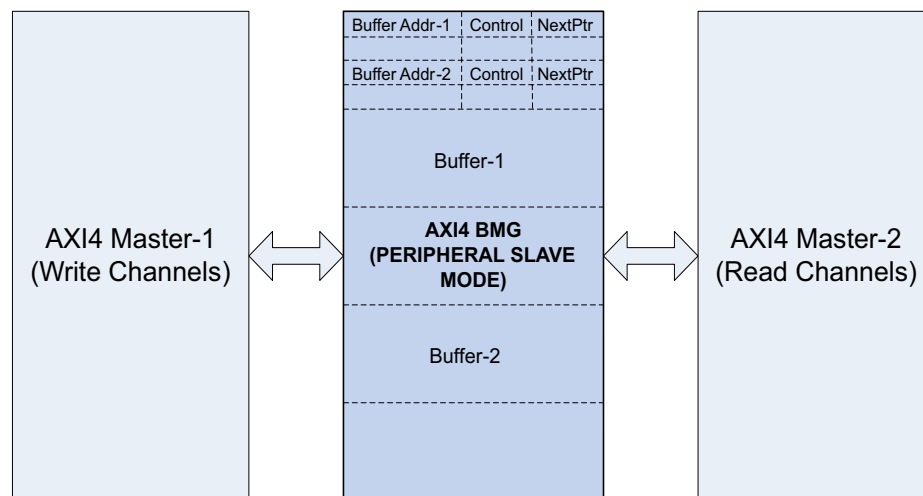 Buffer Addr-1 Control NextPtr
Buffer Addr-2 Control NextPtr
Buffer-1
AXI4 Master-1
(Write Channels)
AXI4 BMG
(PERIPHERAL SLAVE
MODE)
AXI4 Master-2
(Read Channels)
Buffer-2